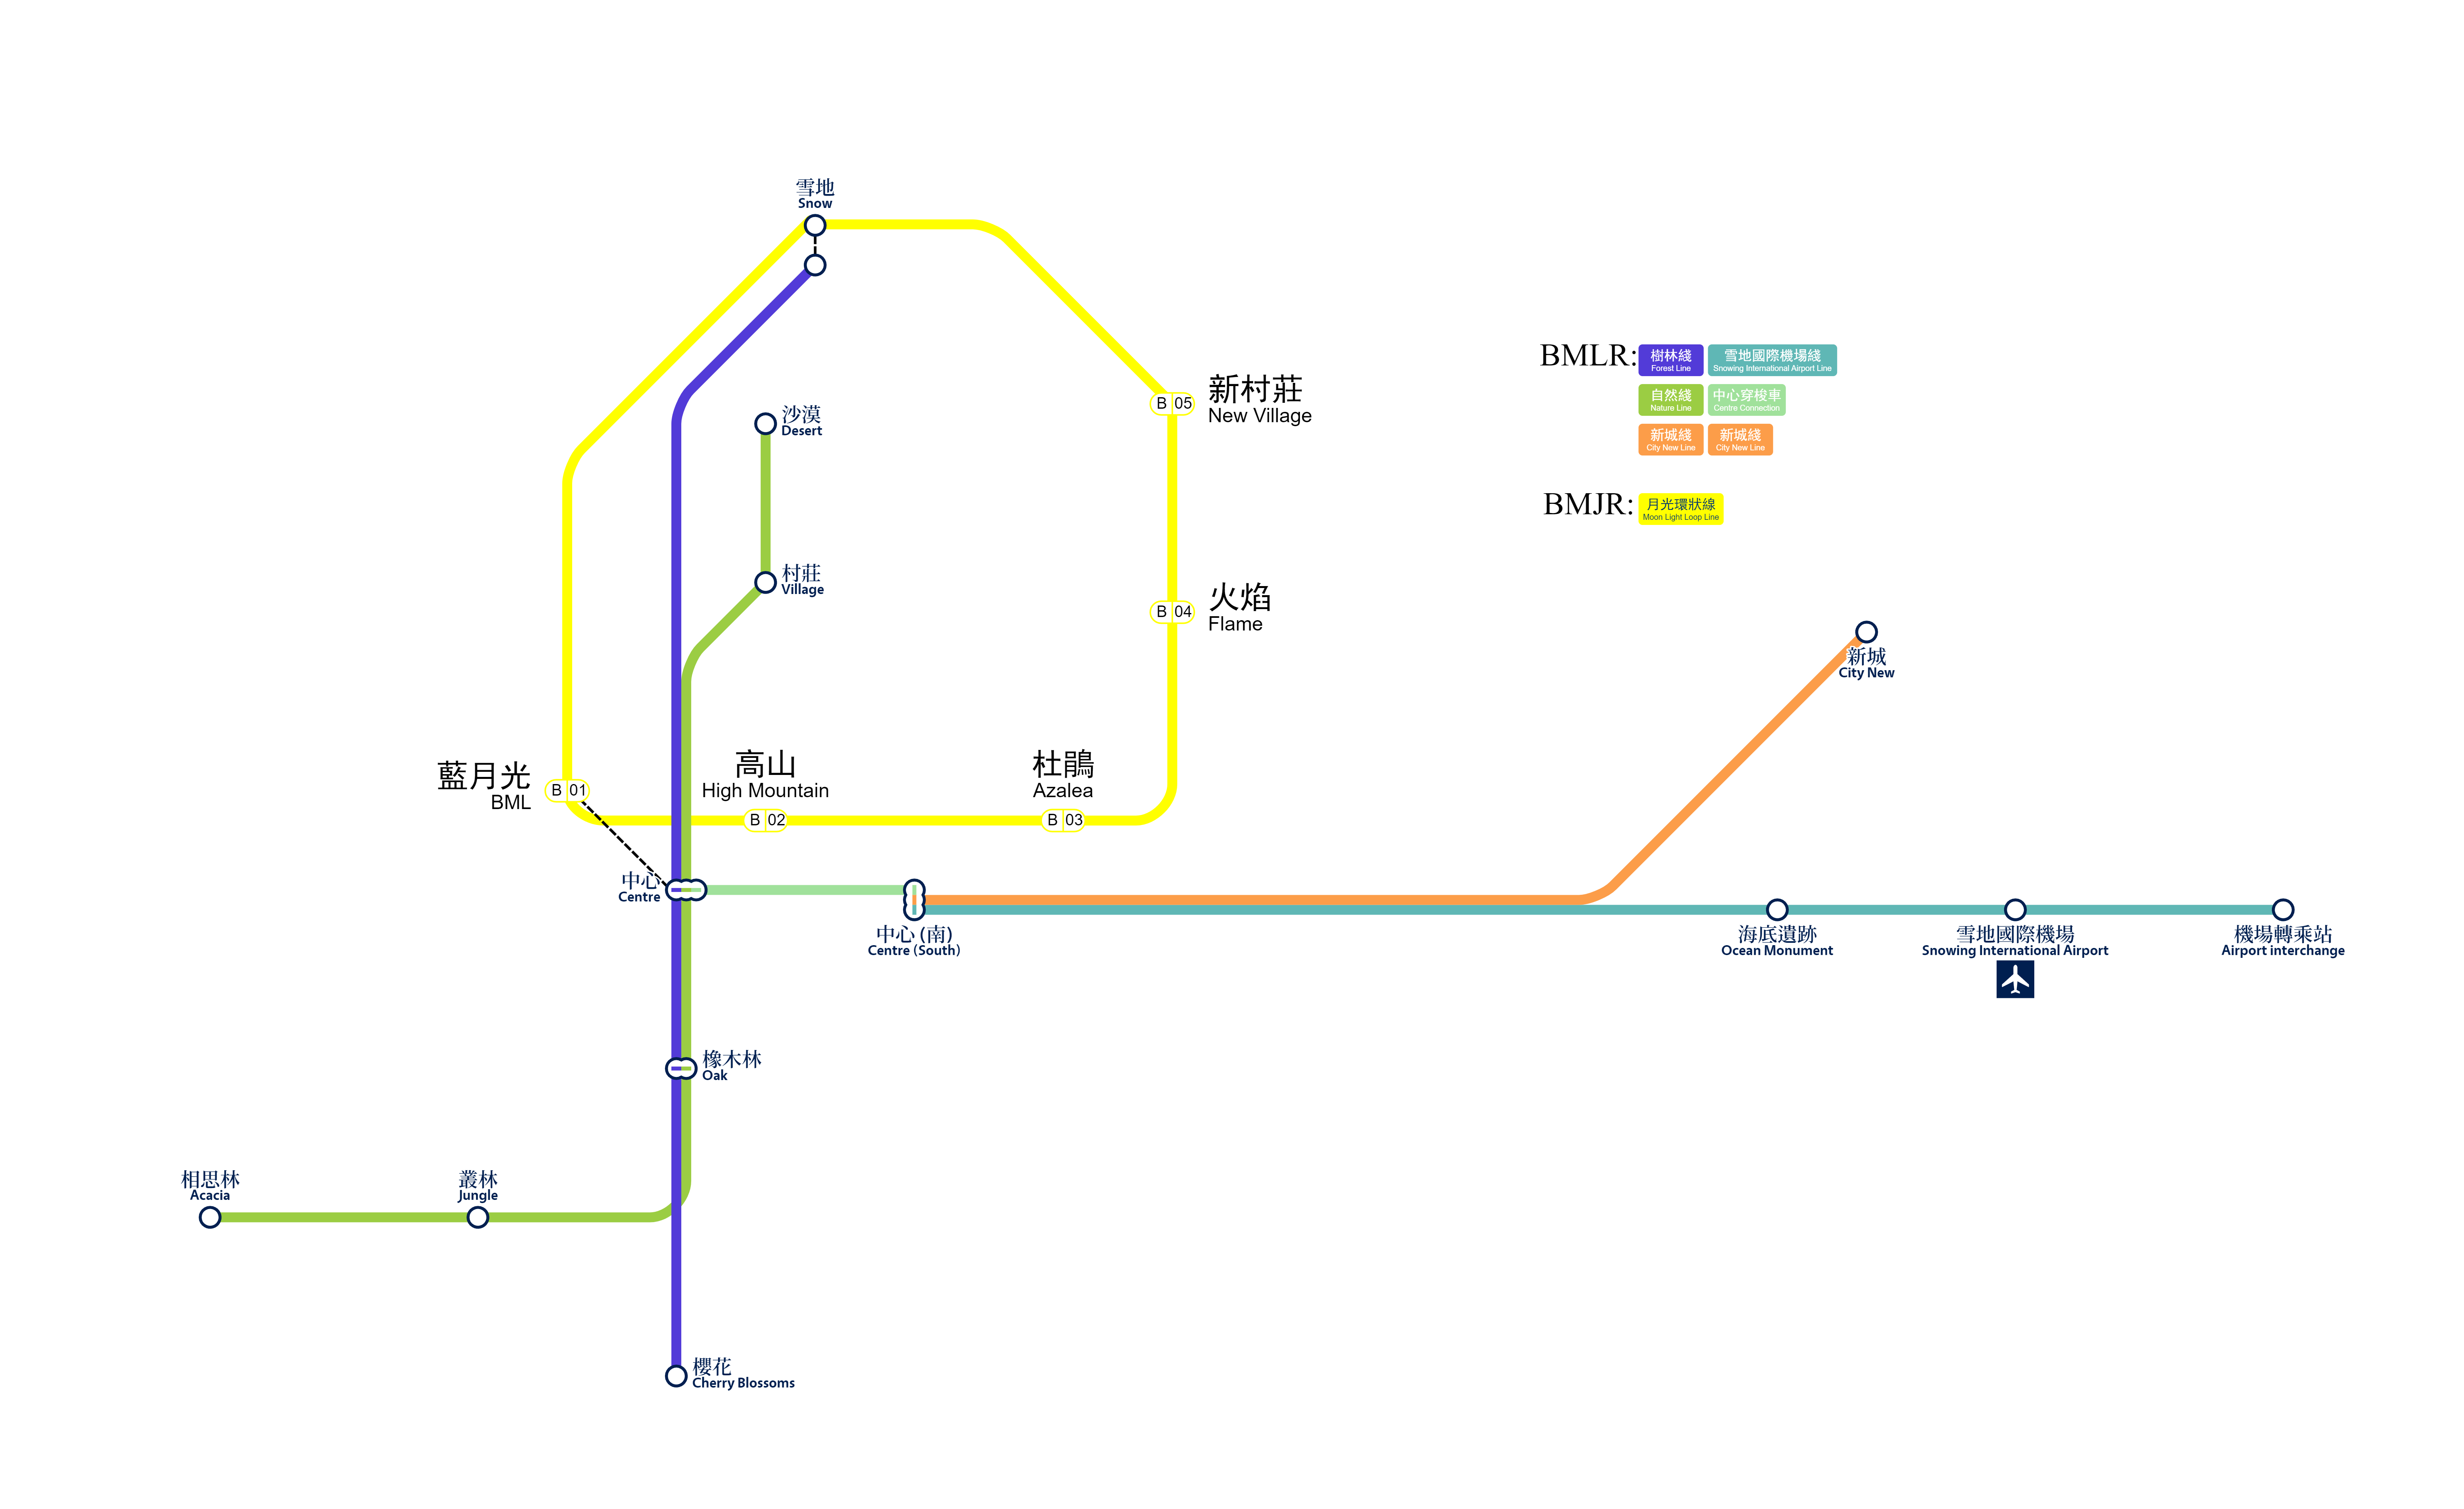 雪地
Snow
BMLR:
樹林綫
Forest Line
雪地國際機場綫
Snowing International Airport Line
自然綫
Nature Line
中心穿梭車
Centre Connection
新城綫
City New Line
新城綫
City New Line
新村莊
New Village
B 05
沙漠
Desert
BMJR:
月光環狀線
Moon Light Loop Line
村莊
Village
火焰
Flame
B 04
新城
City New
藍月光
BML
B 01
高山
High Mountain
B 02
杜鵑
Azalea
B 03
中心
Centre
中心 (南)
Centre (South)
海底遺跡
Ocean Monument
雪地國際機場
Snowing International Airport
機場轉乘站
Airport interchange
橡木林
Oak
相思林
Acacia
叢林
Jungle
櫻花
Cherry Blossoms